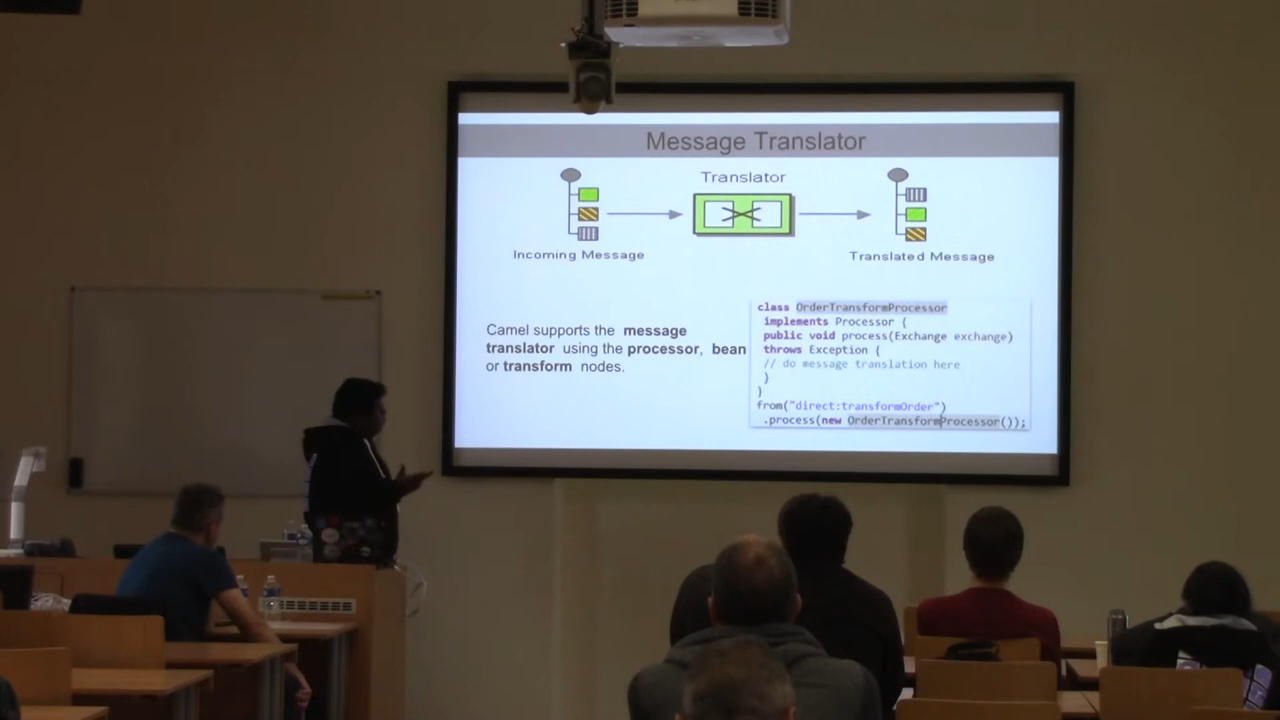 Message Translator
Translator
Incoming Message
Translated Message
Camel supports the message
translator using the processor, bean
or transform nodes.
class OrderTransformProcessor
implements Processor {
public void process(Exchange exchange)
throws Exception {
// do message translation here
}
}
from("direct:transformOrder")
.process(new OrderTransformProcessor());